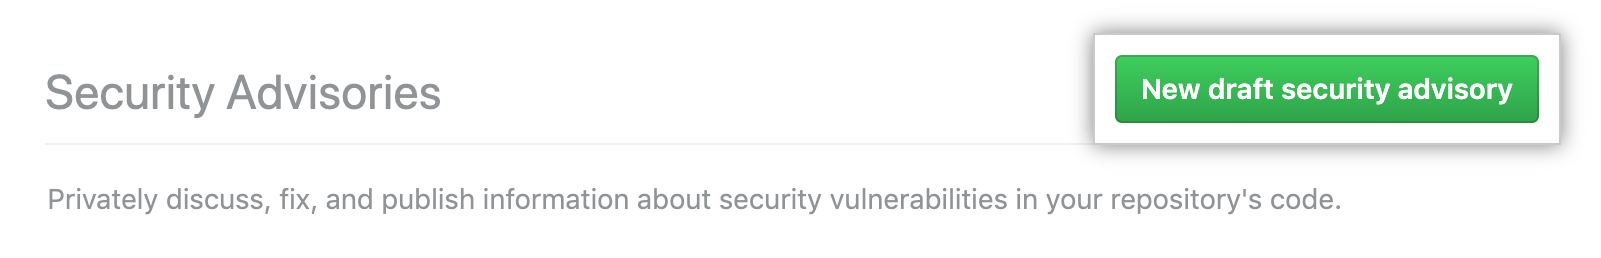 Security Advisories
New draft security advisory
Privately discuss, fix, and publish information about security vulnerabilities in your repository's code.